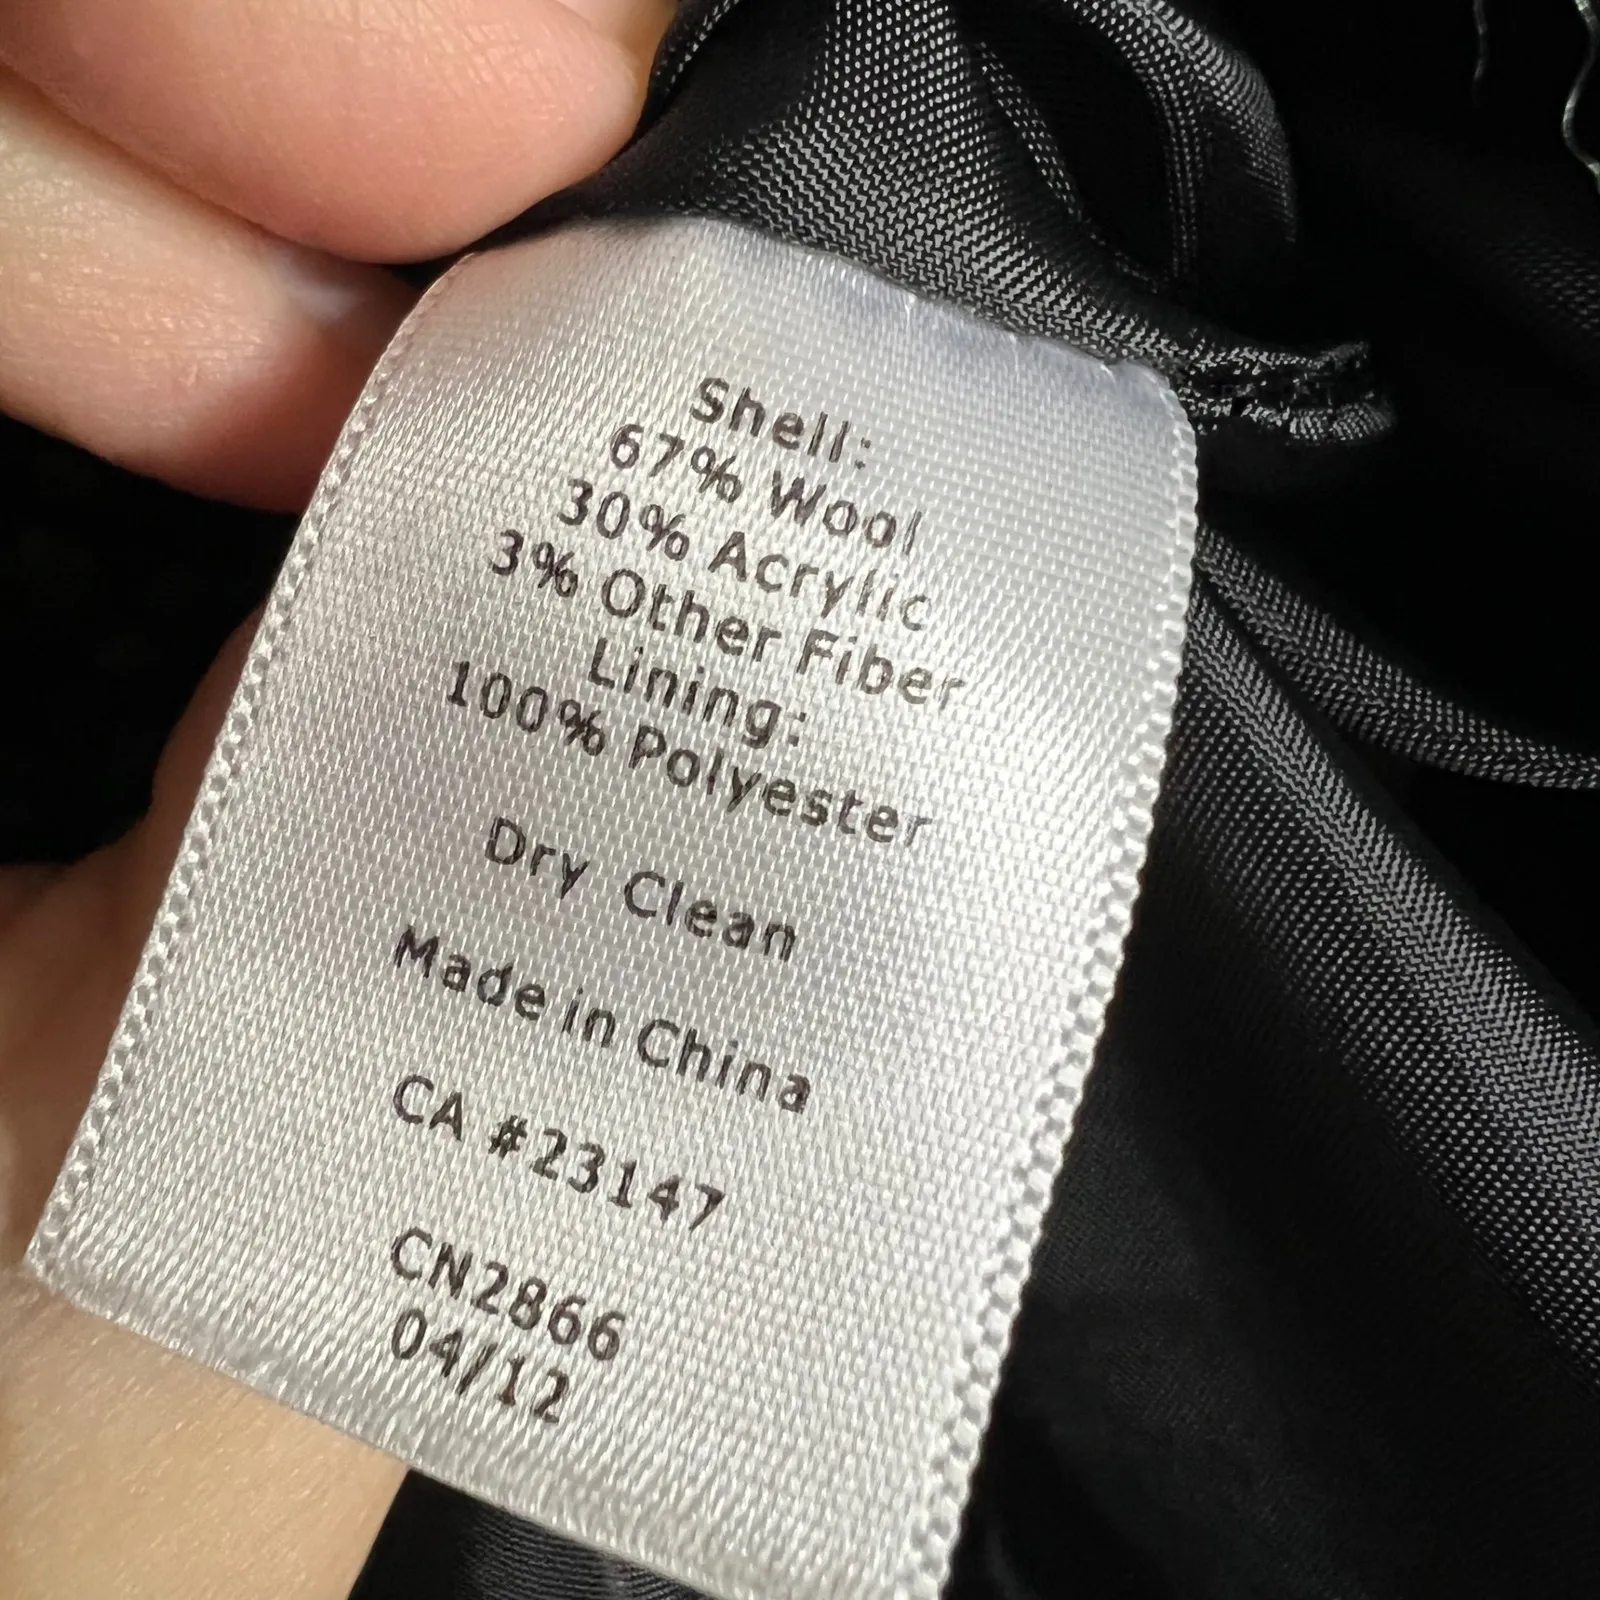 Shell:
67% Wool
30% Acrylic
3% Other Fiber
Lining:
100% Polyester
Dry Clean
Made in China
CA #23147
CN2866
04/12